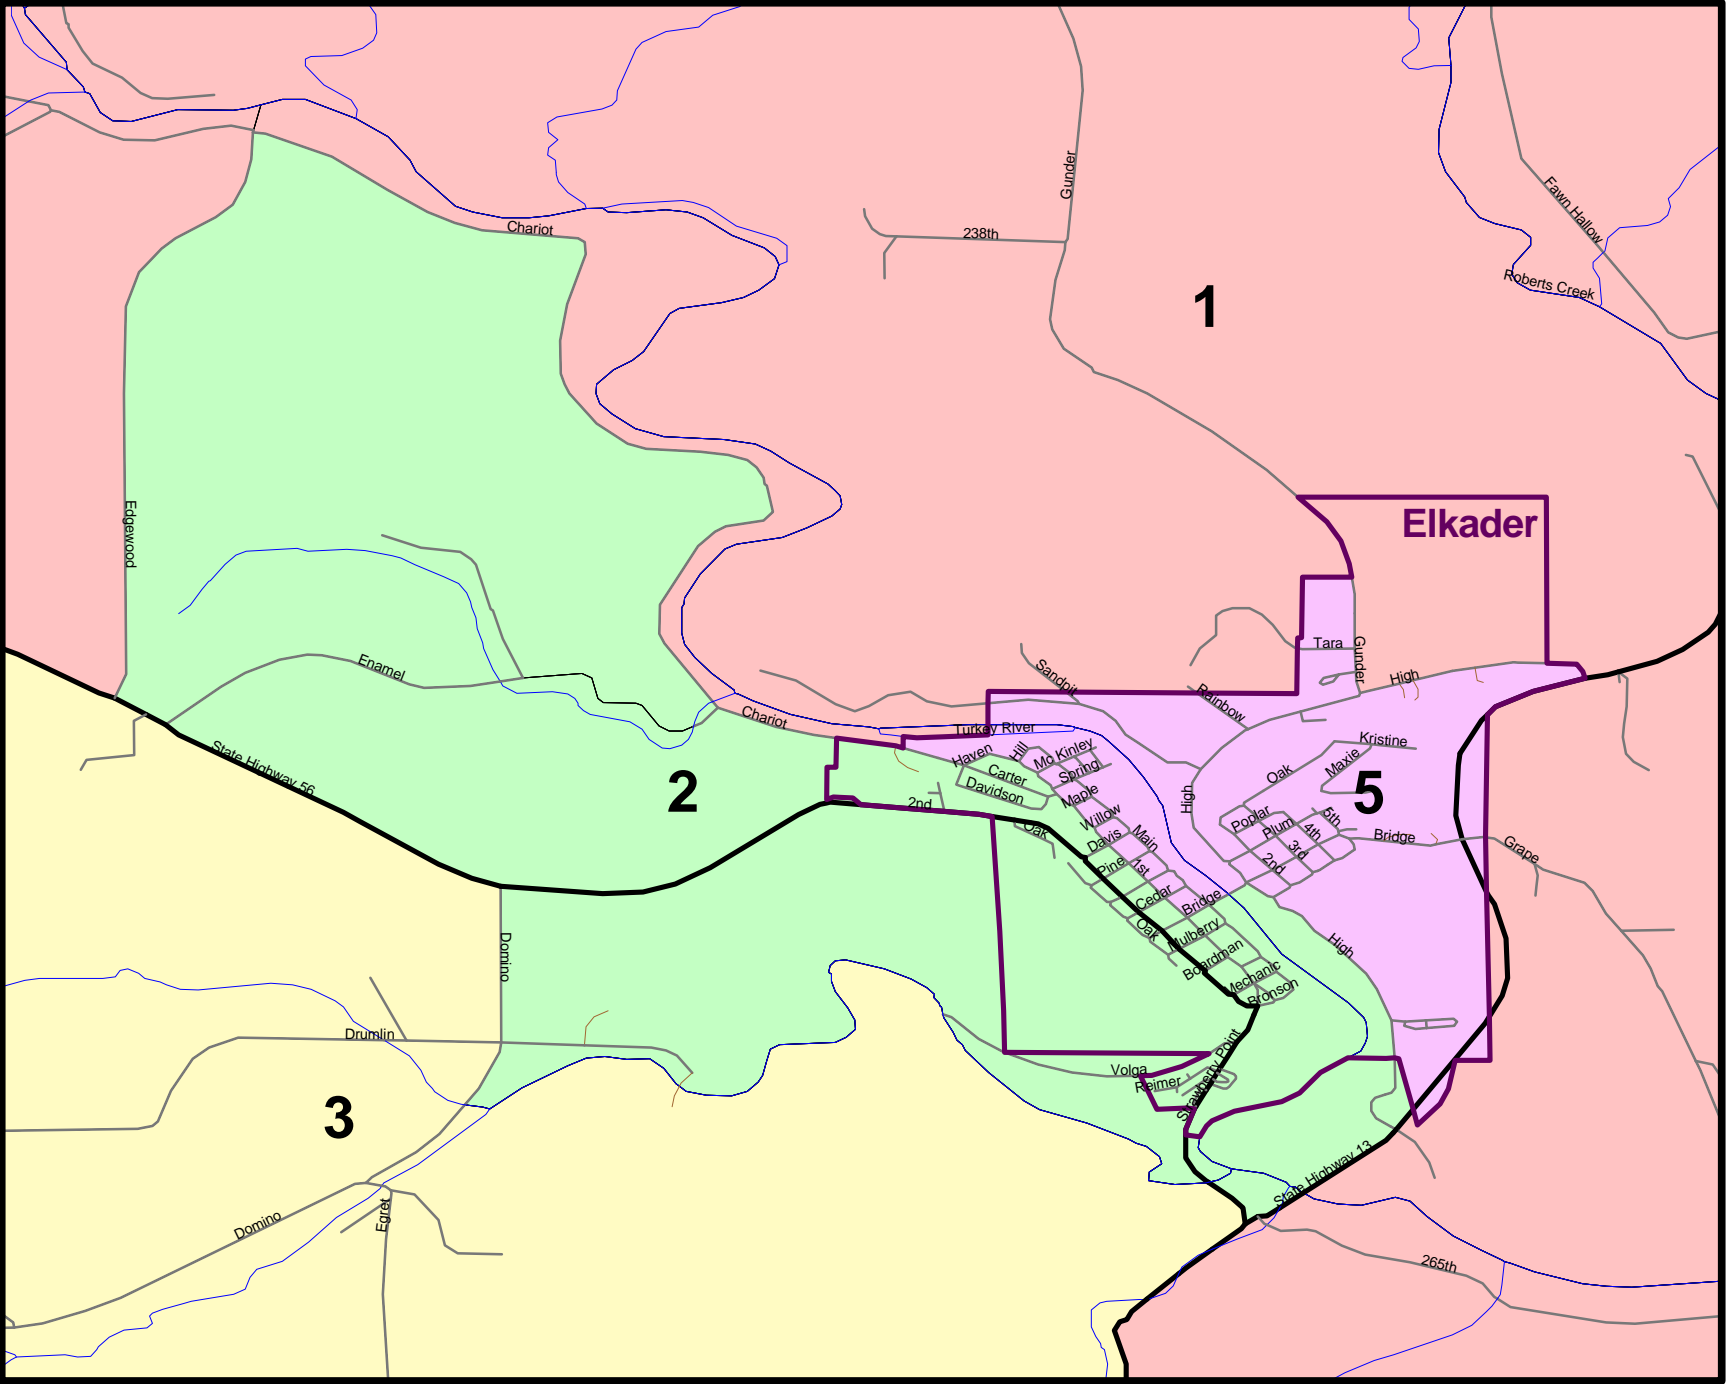 Gunder
Fawn Hallow
Chariot
238th
Roberts Creek
1
Edgewood
Elkader
Enamel
Sandpit
Tara
Gunder
High
Rainbow
Chariot
Turkey River
Kristine
State Highway 56
Haven
Hill
Mc Kinley
Maxie
Oak
Carter
Spring
2
Davidson
Maple
High
5
2nd
Poplar
5th
Willow
Plum
4th
Oak
Davis
Main
Bridge
Grape
3rd
Pine
1st
2nd
Cedar
Bridge
Oak
Mulberry
High
Domino
Boardman
Mechanic
Bronson
Drumlin
Strawberry Point
Volga
Reimer
3
State Highway 13
Domino
Egret
265th